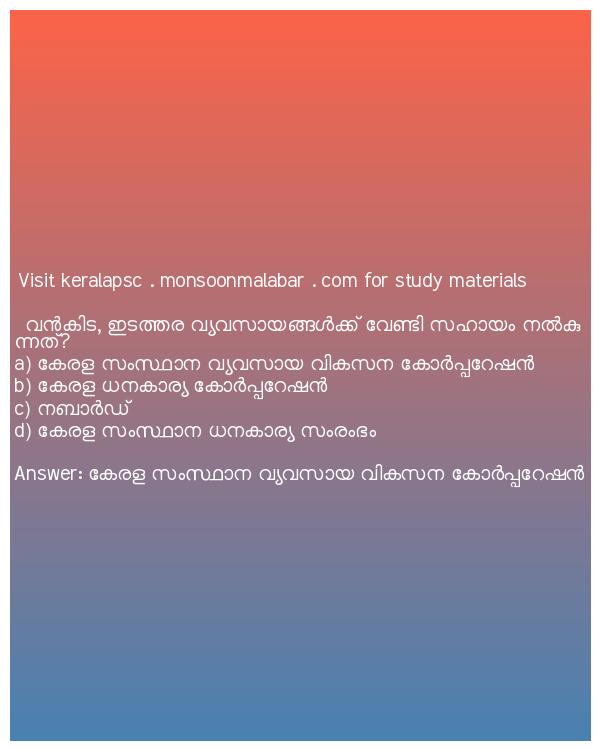 Visit keralapsc . monsoonmalabar . com for study materials
വൻകിട, ഇടത്തര വ്യവസായങ്ങൾക്ക് വേണ്ടി സഹായം നൽകു
ന്നത്?
a) കേരള സംസ്ഥാന വ്യവസായ വികസന കോർപ്പറേഷൻ
b) കേരള ധനകാര്യ കോർപ്പറേഷൻ
c) നബാർഡ്
d) കേരള സംസ്ഥാന ധനകാര്യ സംരംഭം
Answer: കേരള സംസ്ഥാന വ്യവസായ വികസന കോർപ്പറേഷൻ